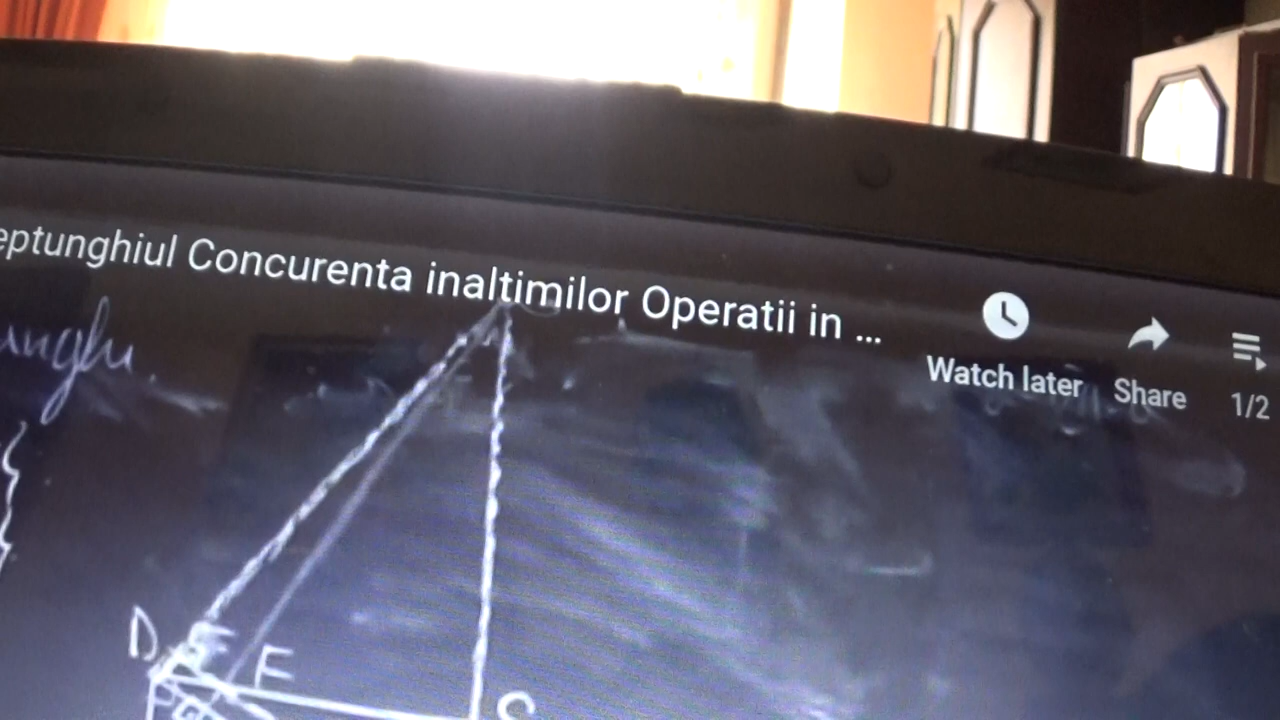 eptunghiul Concurenta inaltimilor Operatii in ...
Watch later
Share
1/2
D
E
C